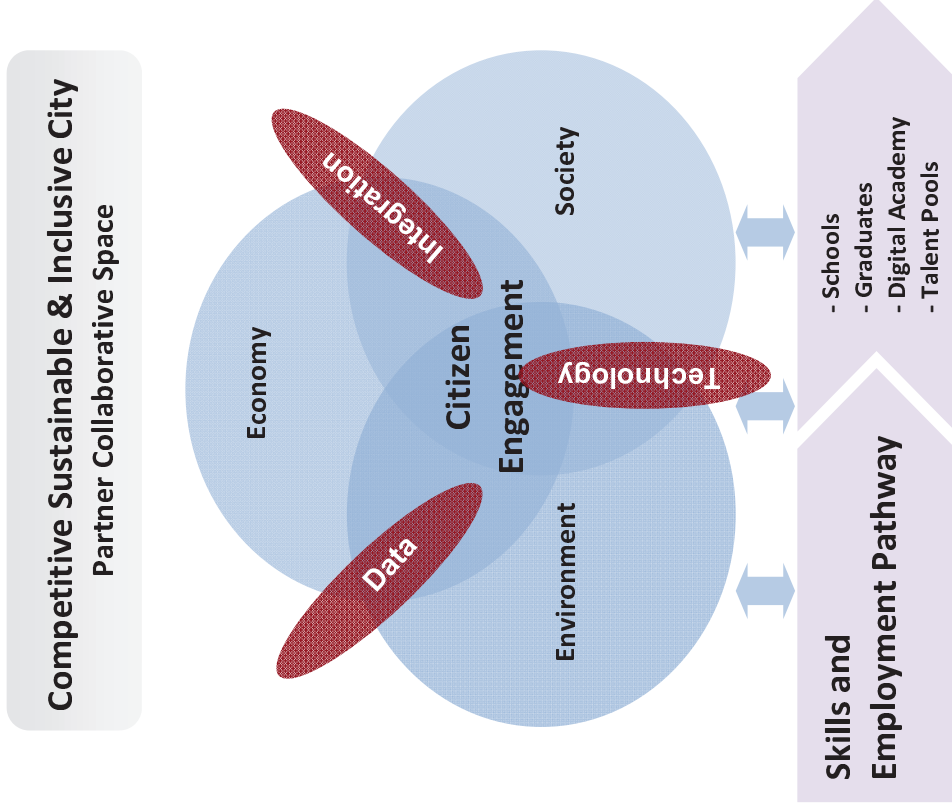 Competitive Sustainable & Inclusive City
Partner Collaborative Space
Economy
Data
Integration
Citizen
Engagement
Environment
Society
Technology
Skills and
Employment Pathway
- Schools
- Graduates
- Digital Academy
- Talent Pools